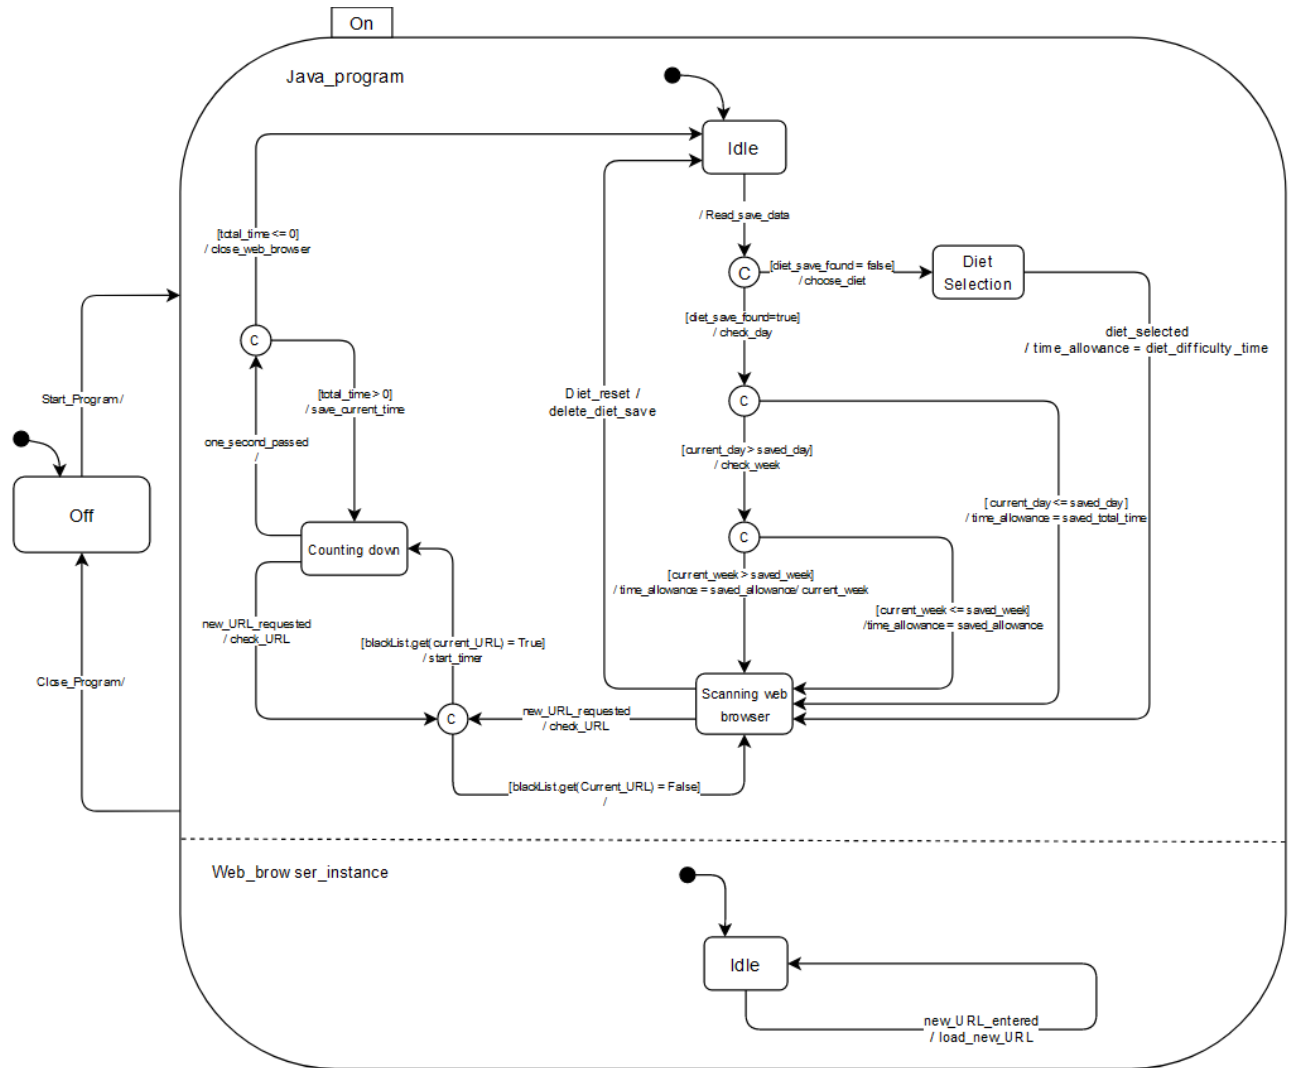 On
Java_program
Idle
/ Read_save_data
[total_time <= 0]
/ close_web_browser
C
[diet_save_found = false]
/ choose_diet
Diet
Selection
[diet_save_found=true]
/ check_day
diet_selected
/ time_allowance = diet_difficulty_time
C
Start_Program/
[total_time > 0]
/ save_current_time
Diet_reset /
delete_diet_save
C
one_second_passed
/
[current_day > saved_day]
/ check_week
[current_day <= saved_day]
/ time_allowance = saved_total_time
Off
Counting down
C
[current_week > saved_week]
/ time_allowance = saved_allowance/ current_week
[current_week <= saved_week]
/time_allowance = saved_allowance
new_URL_requested
/ check_URL
[blackList.get(current_URL) = True]
/ start_timer
Close_Program/
Scanning web
browser
new_URL_requested
/ check_URL
C
[blackList.get(Current_URL) = False]
/
Web_browser_instance
Idle
new_URL_entered
/ load_new_URL